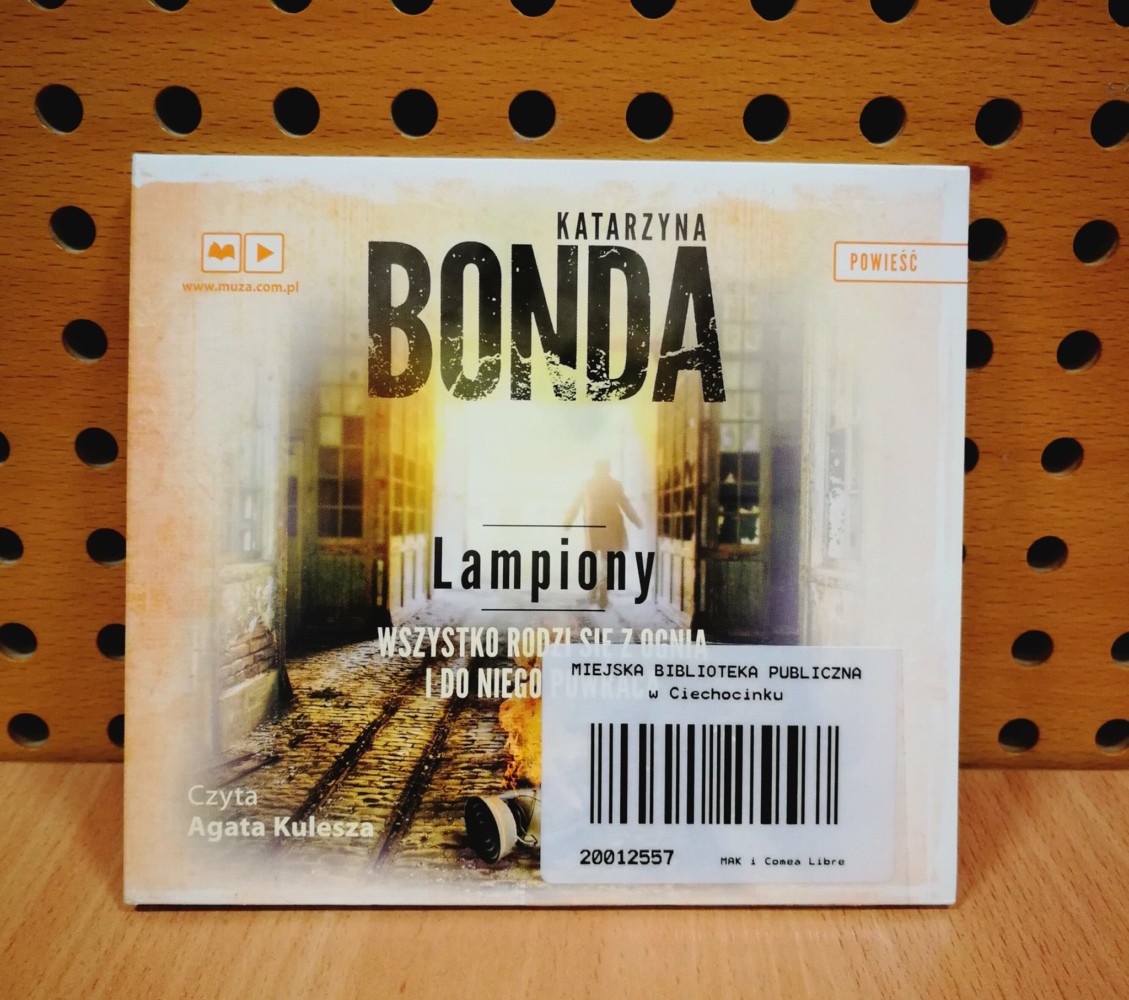 KATARZYNA
BONDA
www.muza.com.pl
POWIEŚĆ
Lampiony
WSZYSTKO RODZI SIĘ Z OGNIA
I DO NIEGO POWRACA
Czyta
Agata Kulesza
MIEJSKA BIBLIOTEKA PUBLICZNA
w Ciechocinku
20012557
MAK i Comea Libre